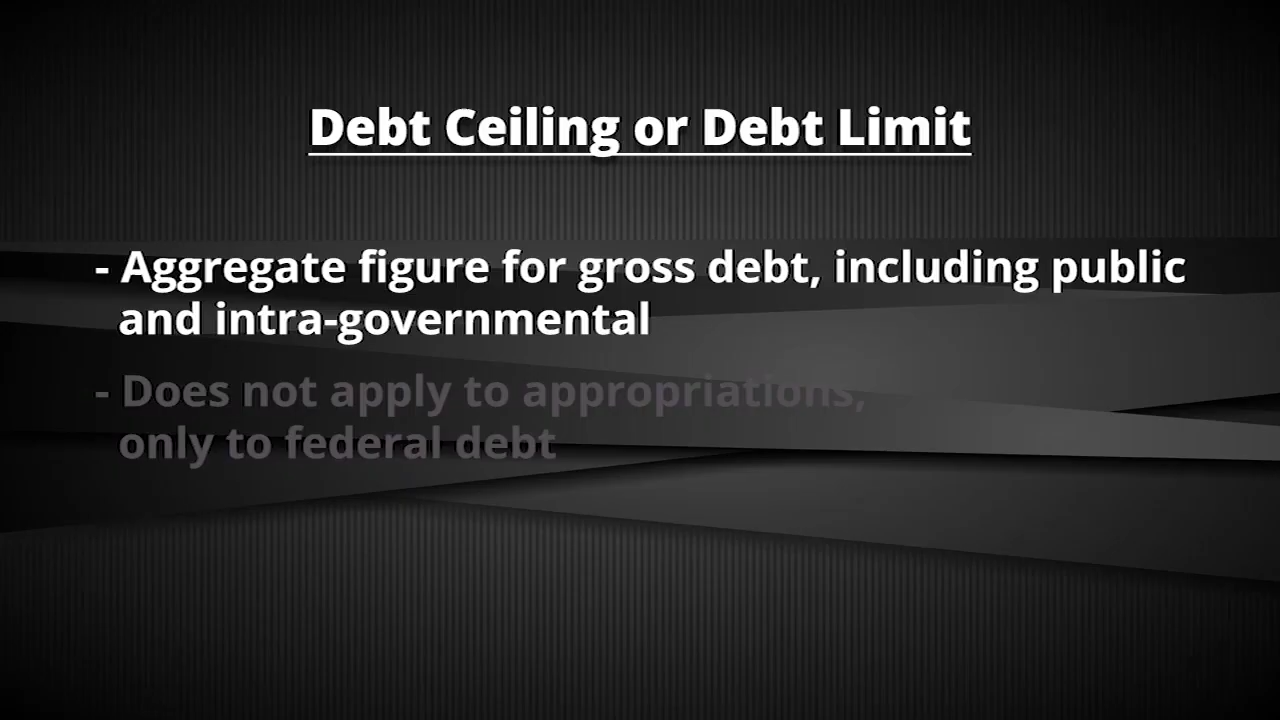 Debt Ceiling or Debt Limit
- Aggregate figure for gross debt, including public
and intra-governmental
- Does not apply to appropriations,
only to federal debt